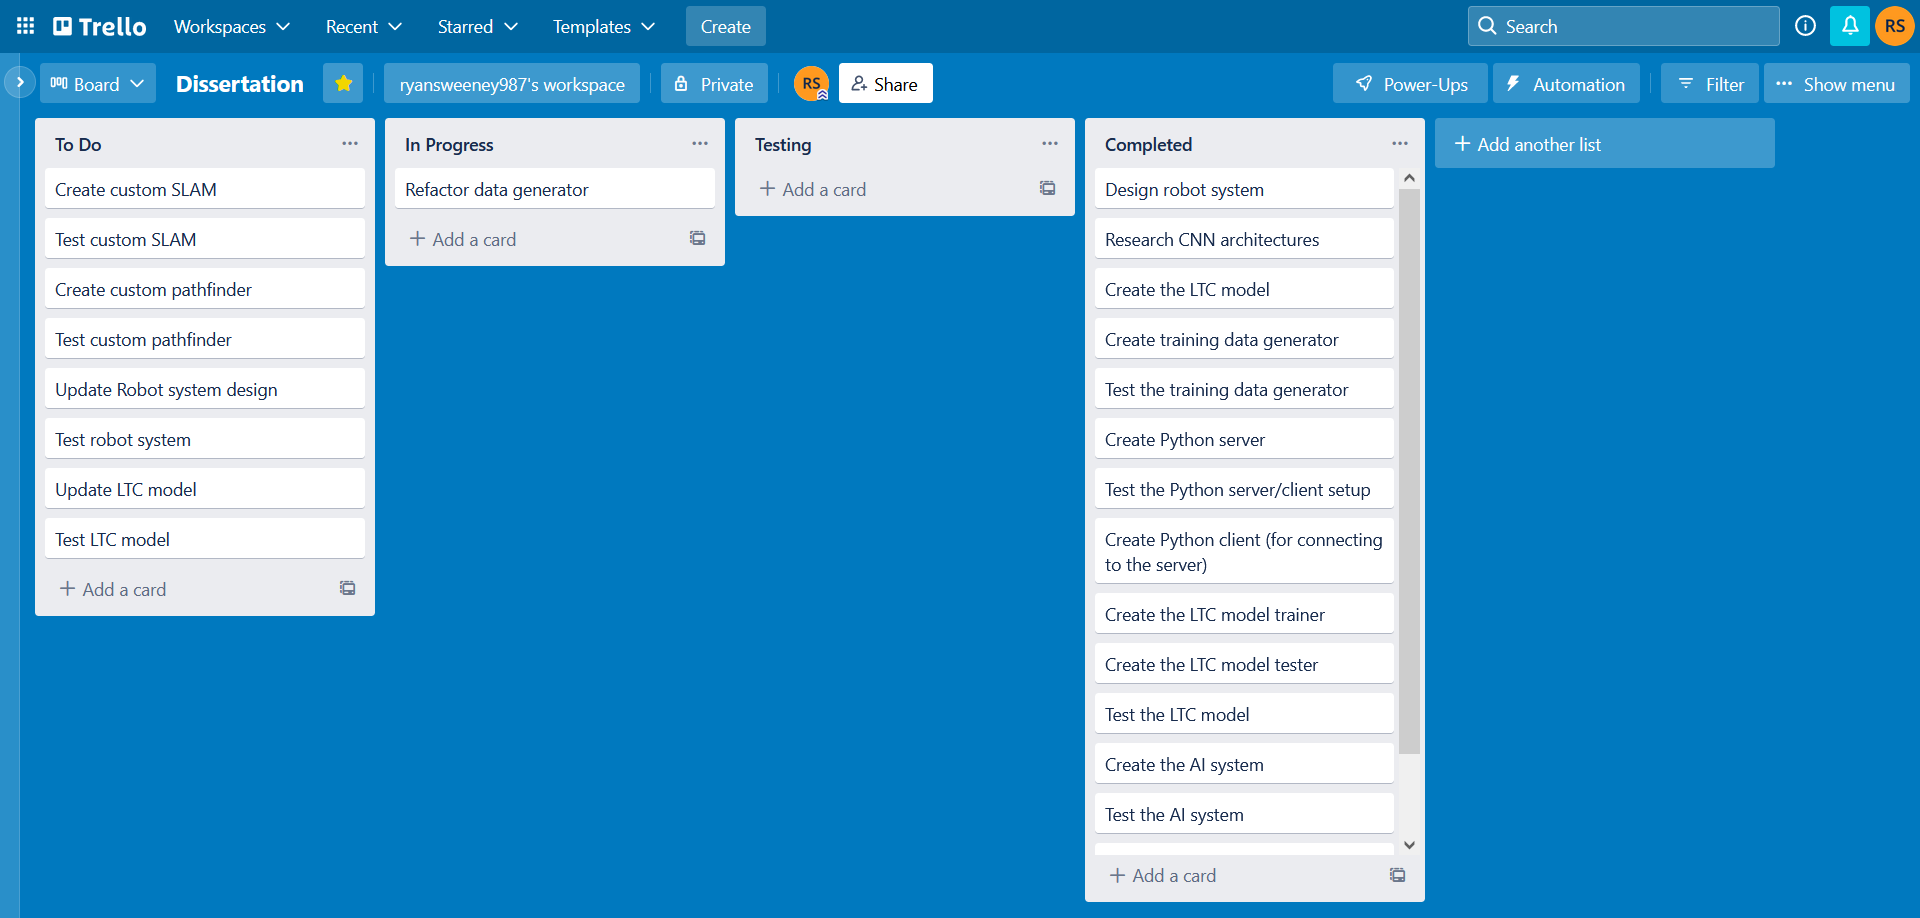 Trello Workspaces Recent Starred Templates Create Search RS
Board Dissertation ryansweeney987's workspace Private RS Share Power-Ups Automation Filter Show menu
To Do
Create custom SLAM
Test custom SLAM
Create custom pathfinder
Test custom pathfinder
Update Robot system design
Test robot system
Update LTC model
Test LTC model
Add a card
In Progress
Refactor data generator
Add a card
Testing
Add a card
Completed
Design robot system
Research CNN architectures
Create the LTC model
Create training data generator
Test the training data generator
Create Python server
Test the Python server/client setup
Create Python client (for connecting
to the server)
Create the LTC model trainer
Create the LTC model tester
Test the LTC model
Create the AI system
Test the AI system
Add a card
Add another list